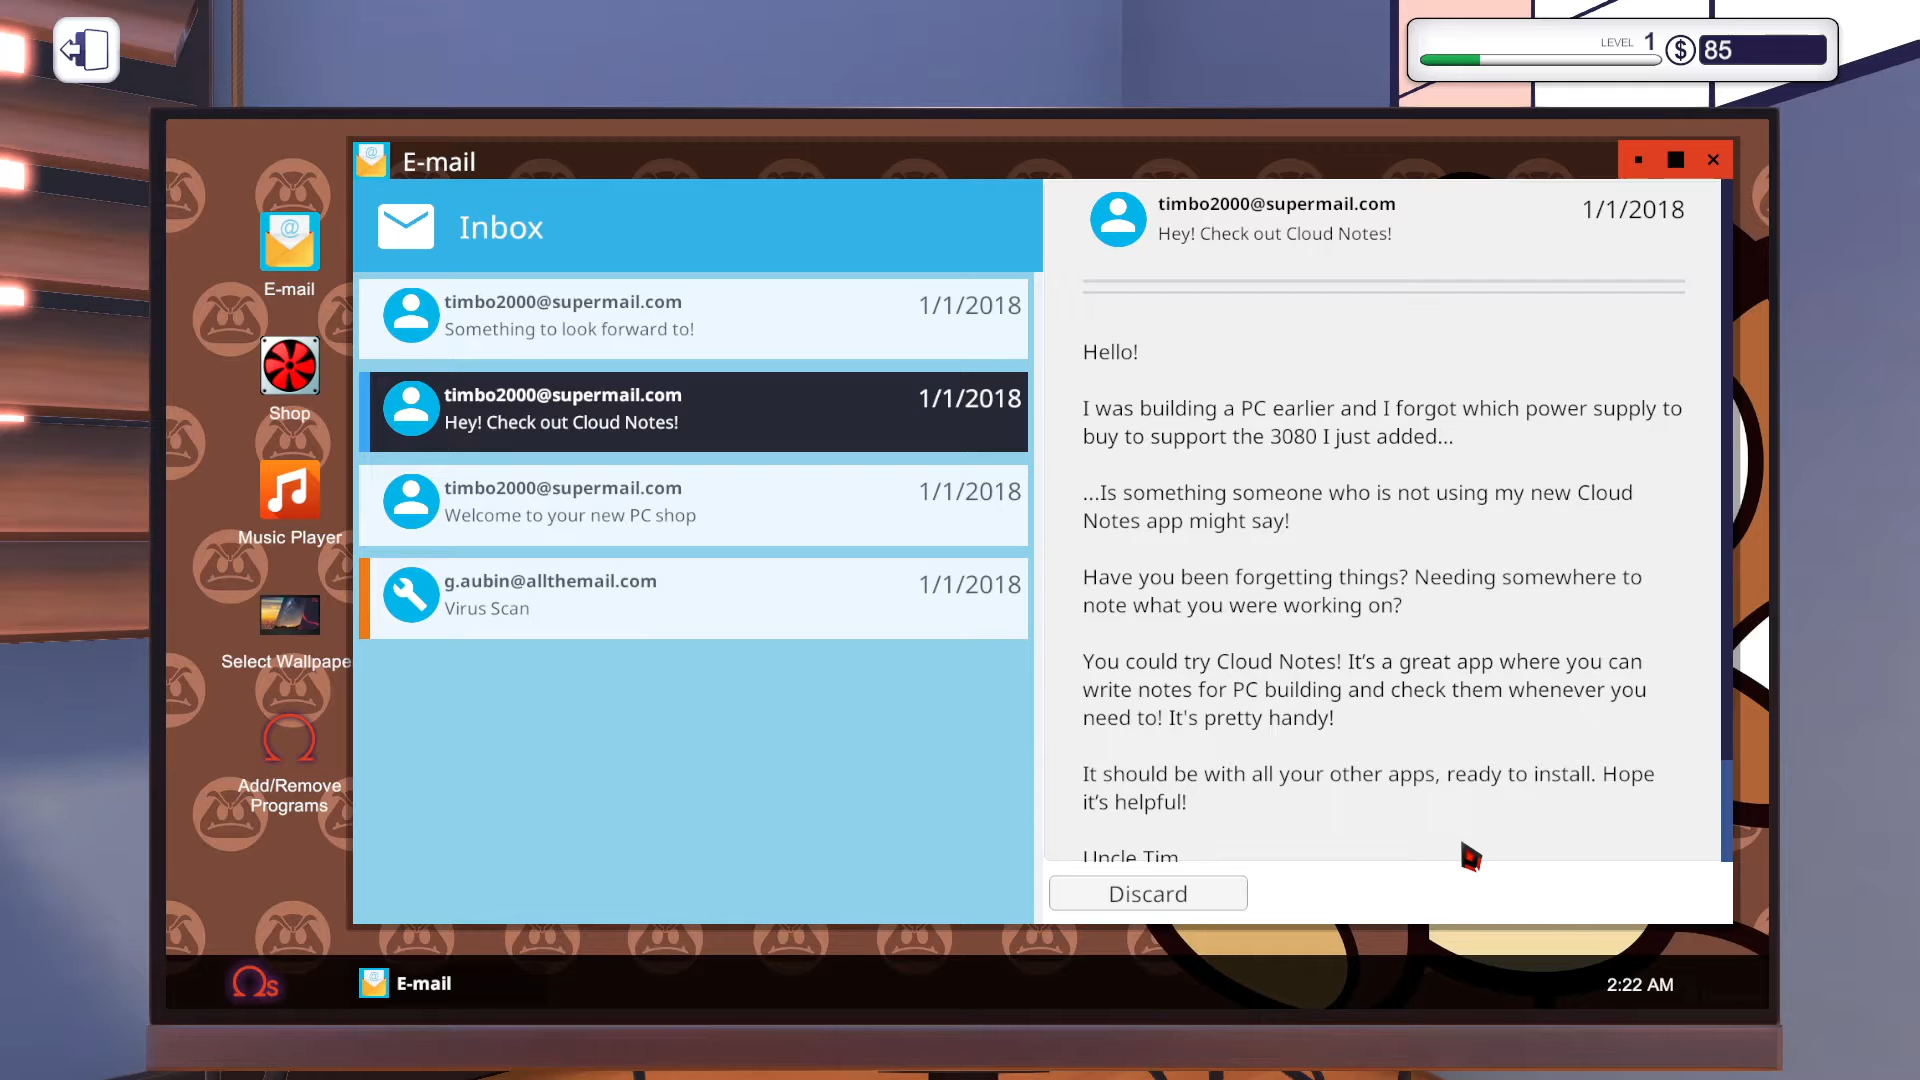 LEVEL 1
$ 85
E-mail
Inbox
timbo2000@supermail.com
1/1/2018
Something to look forward to!
timbo2000@supermail.com
1/1/2018
Hey! Check out Cloud Notes!
timbo2000@supermail.com
1/1/2018
Welcome to your new PC shop
g.aubin@allthemail.com
1/1/2018
Virus Scan
timbo2000@supermail.com
1/1/2018
Hey! Check out Cloud Notes!
Hello!
I was building a PC earlier and I forgot which power supply to
buy to support the 3080 I just added...
...Is something someone who is not using my new Cloud
Notes app might say!
Have you been forgetting things? Needing somewhere to
note what you were working on?
You could try Cloud Notes! It’s a great app where you can
write notes for PC building and check them whenever you
need to! It's pretty handy!
It should be with all your other apps, ready to install. Hope
it’s helpful!
Uncle Tim
Discard
E-mail
Shop
Music Player
Select Wallpape
Add/Remove
Programs
Ωs
E-mail
2:22 AM